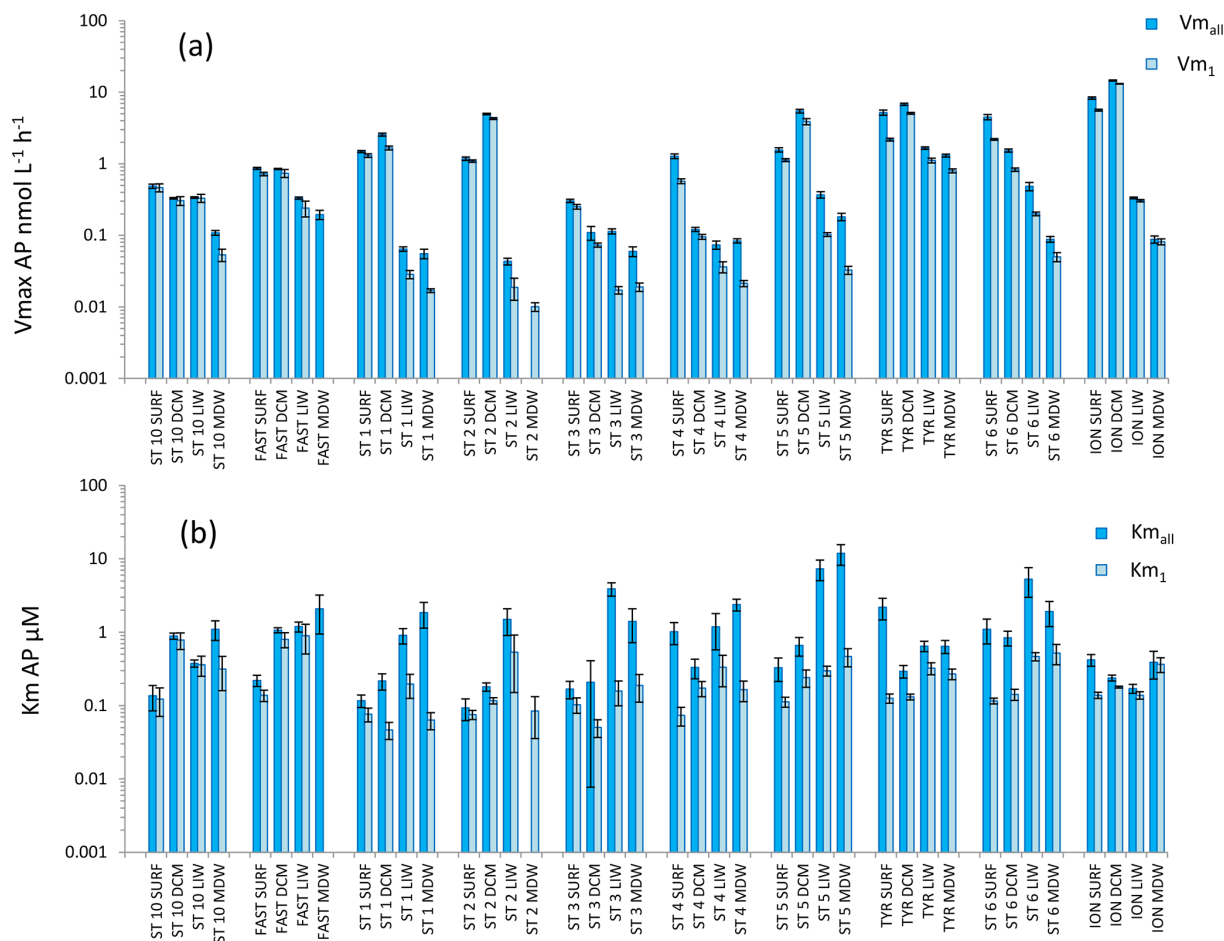 (a)
Vm_all
Vm_1
Vmax AP nmol L⁻¹ h⁻¹
100
10
1
0.1
0.01
0.001
ST 10 SURF
ST 10 DCM
ST 10 LIW
ST 10 MDW
FAST SURF
FAST DCM
FAST LIW
FAST MDW
ST 1 SURF
ST 1 DCM
ST 1 LIW
ST 1 MDW
ST 2 SURF
ST 2 DCM
ST 2 LIW
ST 2 MDW
ST 3 SURF
ST 3 DCM
ST 3 LIW
ST 3 MDW
ST 4 SURF
ST 4 DCM
ST 4 LIW
ST 4 MDW
ST 5 SURF
ST 5 DCM
ST 5 LIW
ST 5 MDW
TYR SURF
TYR DCM
TYR LIW
TYR MDW
ST 6 SURF
ST 6 DCM
ST 6 LIW
ST 6 MDW
ION SURF
ION DCM
ION LIW
ION MDW
(b)
Km_all
Km_1
Km AP µM
100
10
1
0.1
0.01
0.001
ST 10 SURF
ST 10 DCM
ST 10 LIW
ST 10 MDW
FAST SURF
FAST DCM
FAST LIW
FAST MDW
ST 1 SURF
ST 1 DCM
ST 1 LIW
ST 1 MDW
ST 2 SURF
ST 2 DCM
ST 2 LIW
ST 2 MDW
ST 3 SURF
ST 3 DCM
ST 3 LIW
ST 3 MDW
ST 4 SURF
ST 4 DCM
ST 4 LIW
ST 4 MDW
ST 5 SURF
ST 5 DCM
ST 5 LIW
ST 5 MDW
TYR SURF
TYR DCM
TYR LIW
TYR MDW
ST 6 SURF
ST 6 DCM
ST 6 LIW
ST 6 MDW
ION SURF
ION DCM
ION LIW
ION MDW